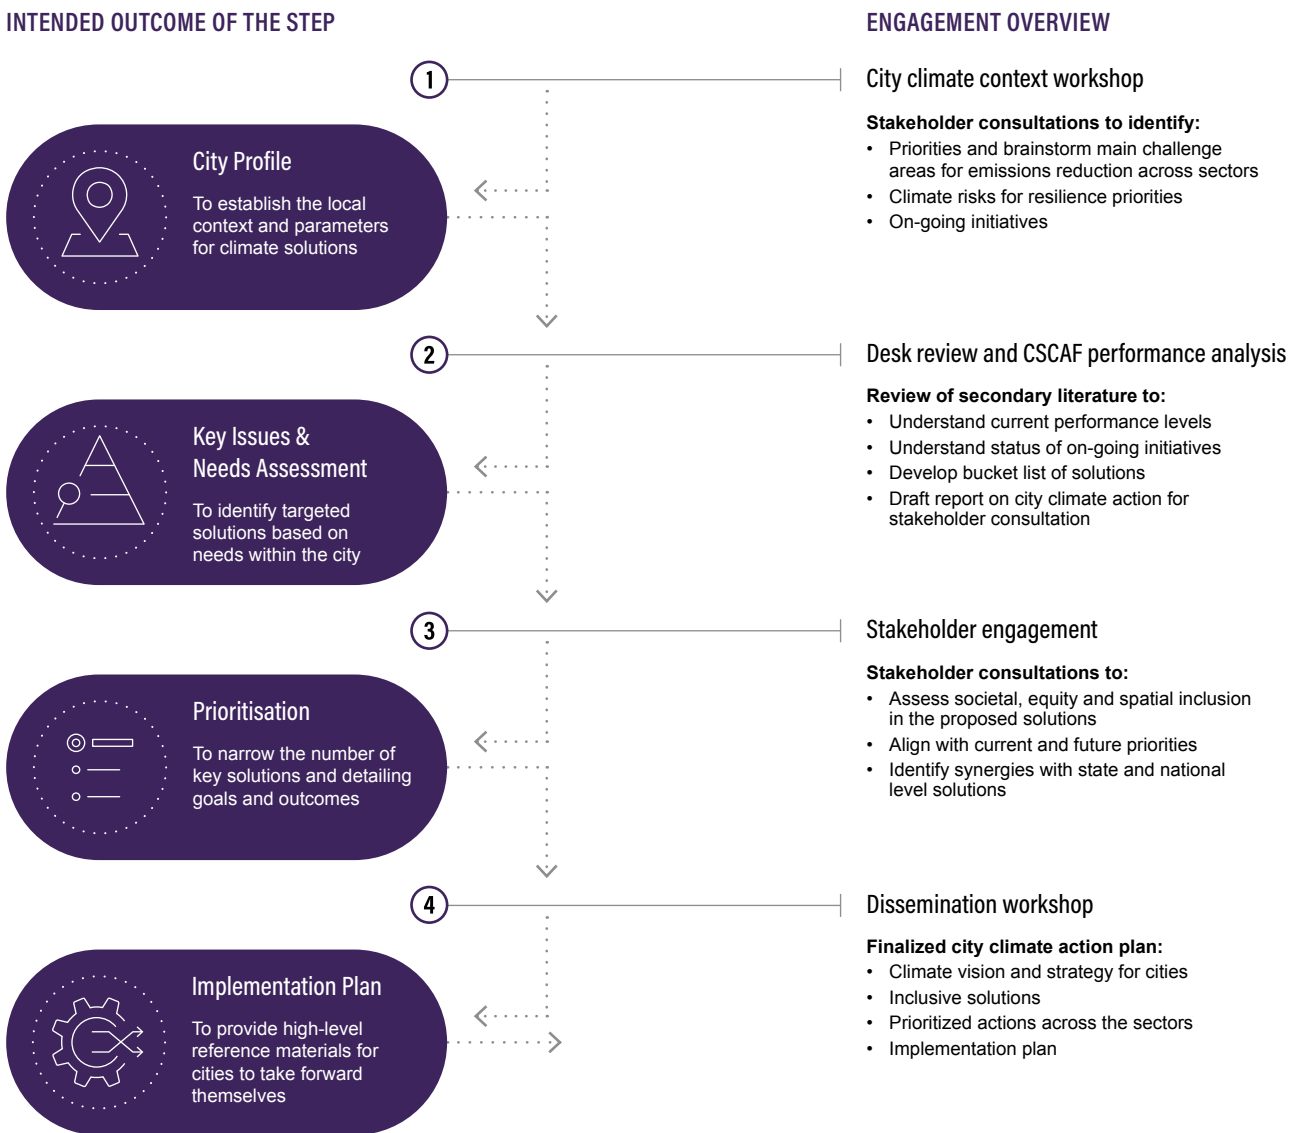 INTENDED OUTCOME OF THE STEP
ENGAGEMENT OVERVIEW
1
City climate context workshop
City Profile
To establish the local
context and parameters
for climate solutions
Stakeholder consultations to identify:
• Priorities and brainstorm main challenge
areas for emissions reduction across sectors
• Climate risks for resilience priorities
• On-going initiatives
2
Desk review and CSCAF performance analysis
Key Issues &
Needs Assessment
To identify targeted
solutions based on
needs within the city
Review of secondary literature to:
• Understand current performance levels
• Understand status of on-going initiatives
• Develop bucket list of solutions
• Draft report on city climate action for
stakeholder consultation
3
Stakeholder engagement
Prioritisation
To narrow the number of
key solutions and detailing
goals and outcomes
Stakeholder consultations to:
• Assess societal, equity and spatial inclusion
in the proposed solutions
• Align with current and future priorities
• Identify synergies with state and national
level solutions
4
Dissemination workshop
Implementation Plan
To provide high-level
reference materials for
cities to take forward
themselves
Finalized city climate action plan:
• Climate vision and strategy for cities
• Inclusive solutions
• Prioritized actions across the sectors
• Implementation plan